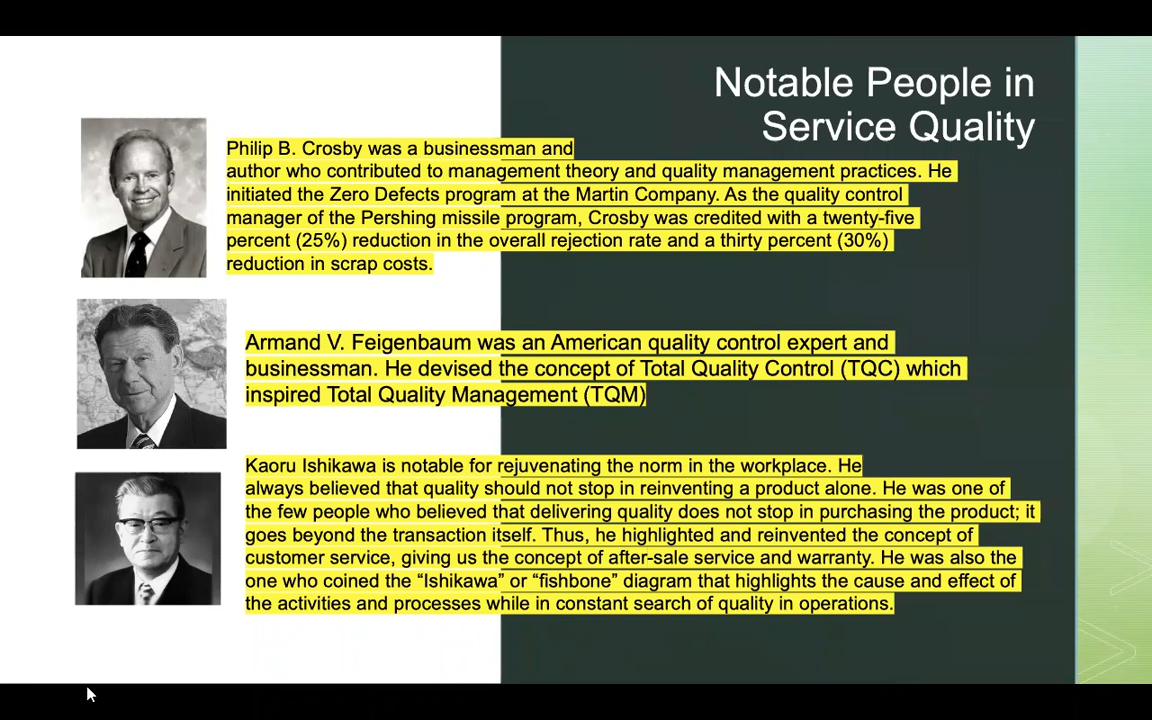 Notable People in
Service Quality
Philip B. Crosby was a businessman and
author who contributed to management theory and quality management practices. He
initiated the Zero Defects program at the Martin Company. As the quality control
manager of the Pershing missile program, Crosby was credited with a twenty-five
percent (25%) reduction in the overall rejection rate and a thirty percent (30%)
reduction in scrap costs.
Armand V. Feigenbaum was an American quality control expert and
businessman. He devised the concept of Total Quality Control (TQC) which
inspired Total Quality Management (TQM)
Kaoru Ishikawa is notable for rejuvenating the norm in the workplace. He
always believed that quality should not stop in reinventing a product alone. He was one of
the few people who believed that delivering quality does not stop in purchasing the product; it
goes beyond the transaction itself. Thus, he highlighted and reinvented the concept of
customer service, giving us the concept of after-sale service and warranty. He was also the
one who coined the “Ishikawa” or “fishbone” diagram that highlights the cause and effect of
the activities and processes while in constant search of quality in operations.